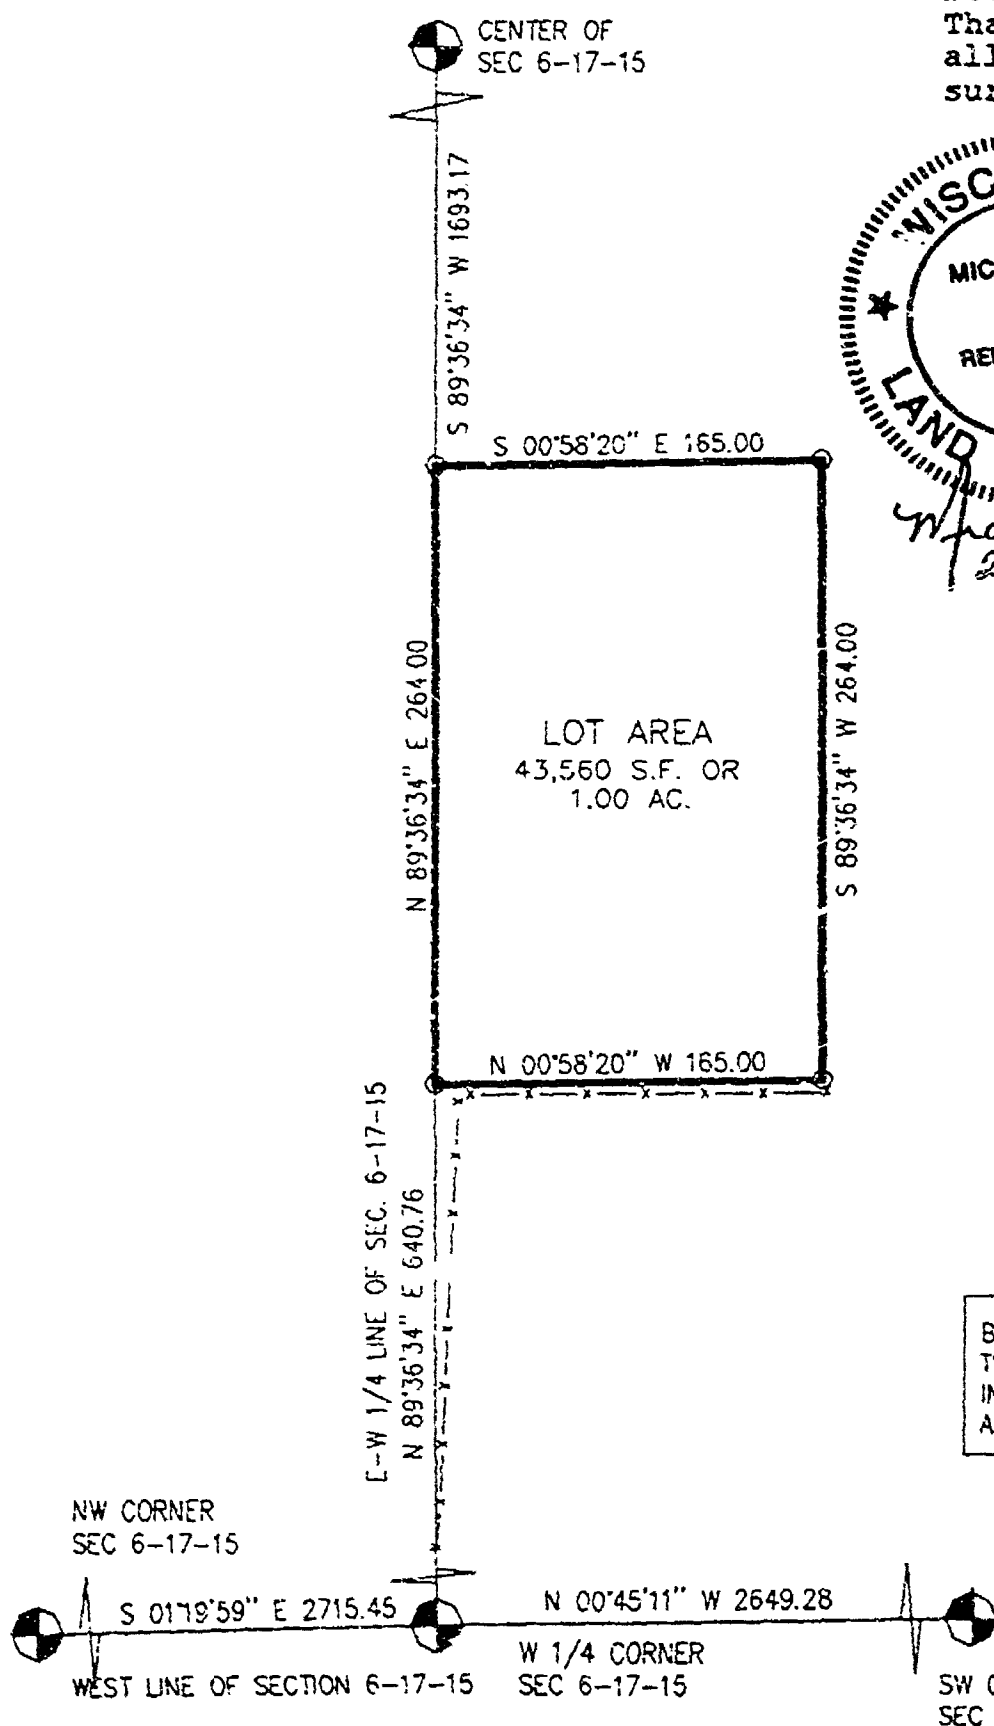 CENTER OF
SEC 6-17-15
S 89°36'34" W 1693.17
WISC
MIC
LAND
S 00°58'20" E 165.00
N 89°36'34" E 264.00
S 89°36'34" W 264.00
LOT AREA
43,560 S.F. OR
1.00 AC.
N 00°58'20" W 165.00
E-W 1/4 LINE OF SEC. 6-17-15
N 89°36'34" E 640.76
NW CORNER
SEC 6-17-15
S 01°19'59" E 2715.45
N 00°45'11" W 2649.28
WEST LINE OF SECTION 6-17-15
W 1/4 CORNER
SEC 6-17-15
SW
SEC